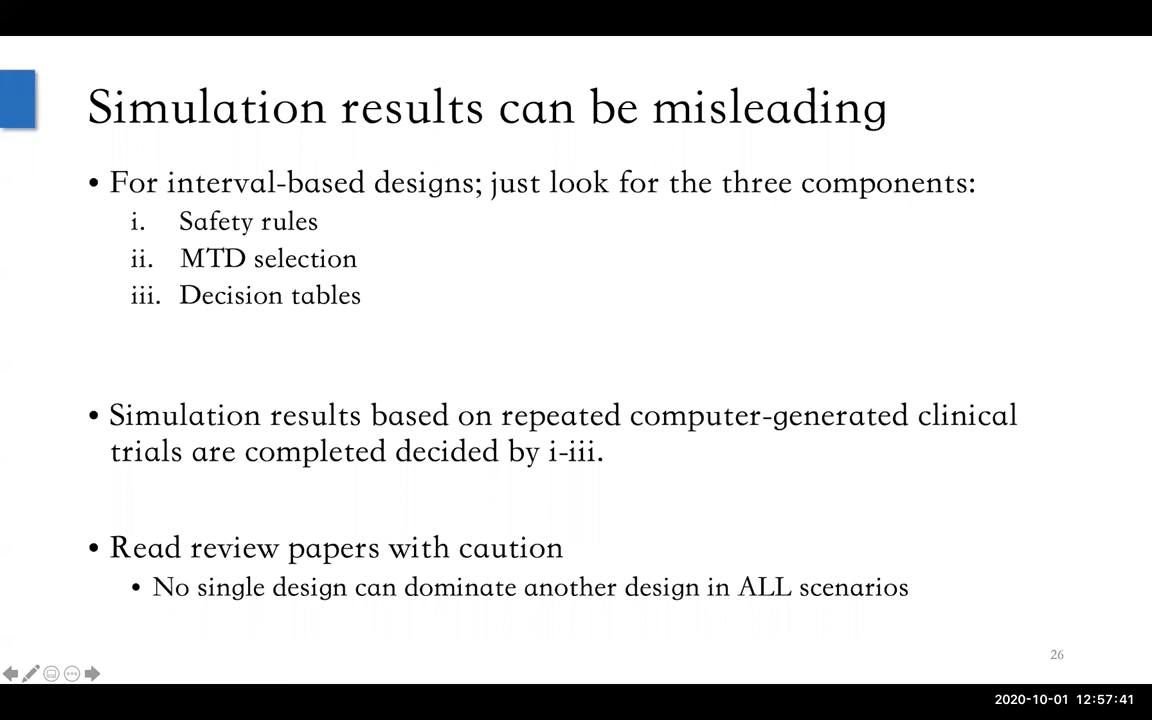 Simulation results can be misleading
• For interval-based designs; just look for the three components:
i. Safety rules
ii. MTD selection
iii. Decision tables
• Simulation results based on repeated computer-generated clinical
trials are completed decided by i-iii.
• Read review papers with caution
• No single design can dominate another design in ALL scenarios
26
2020-10-01 12:57:41